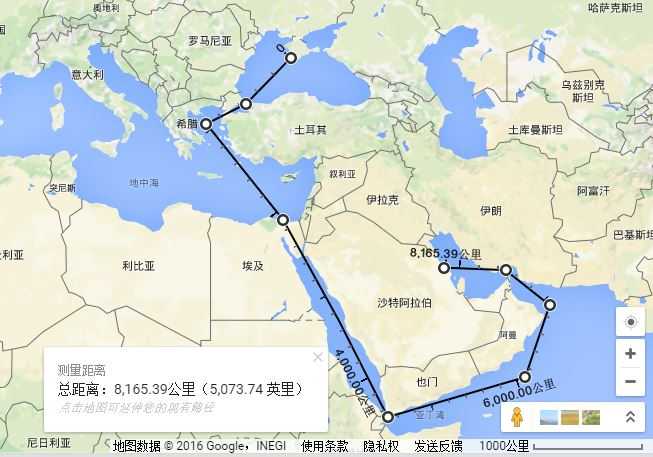 奥地利
哈萨克斯坦
罗马尼亚
0
意大利
乌兹别克
斯坦
希腊
土耳其
土库曼斯坦
叙利亚
突尼斯
地中海
伊拉克
伊朗
阿富汗
巴基斯坦
8,165.39公里
利比亚
埃及
沙特阿拉伯
阿曼
测量距离
总距离：8,165.39公里（5,073.74 英里）
点击地图可延伸您的现有路径
4,000.00公里
也门
6,000.00公里
亚丁湾
尼日利亚
地图数据 © 2016 Google，INEGI 使用条款 隐私权 发送反馈 1000公里